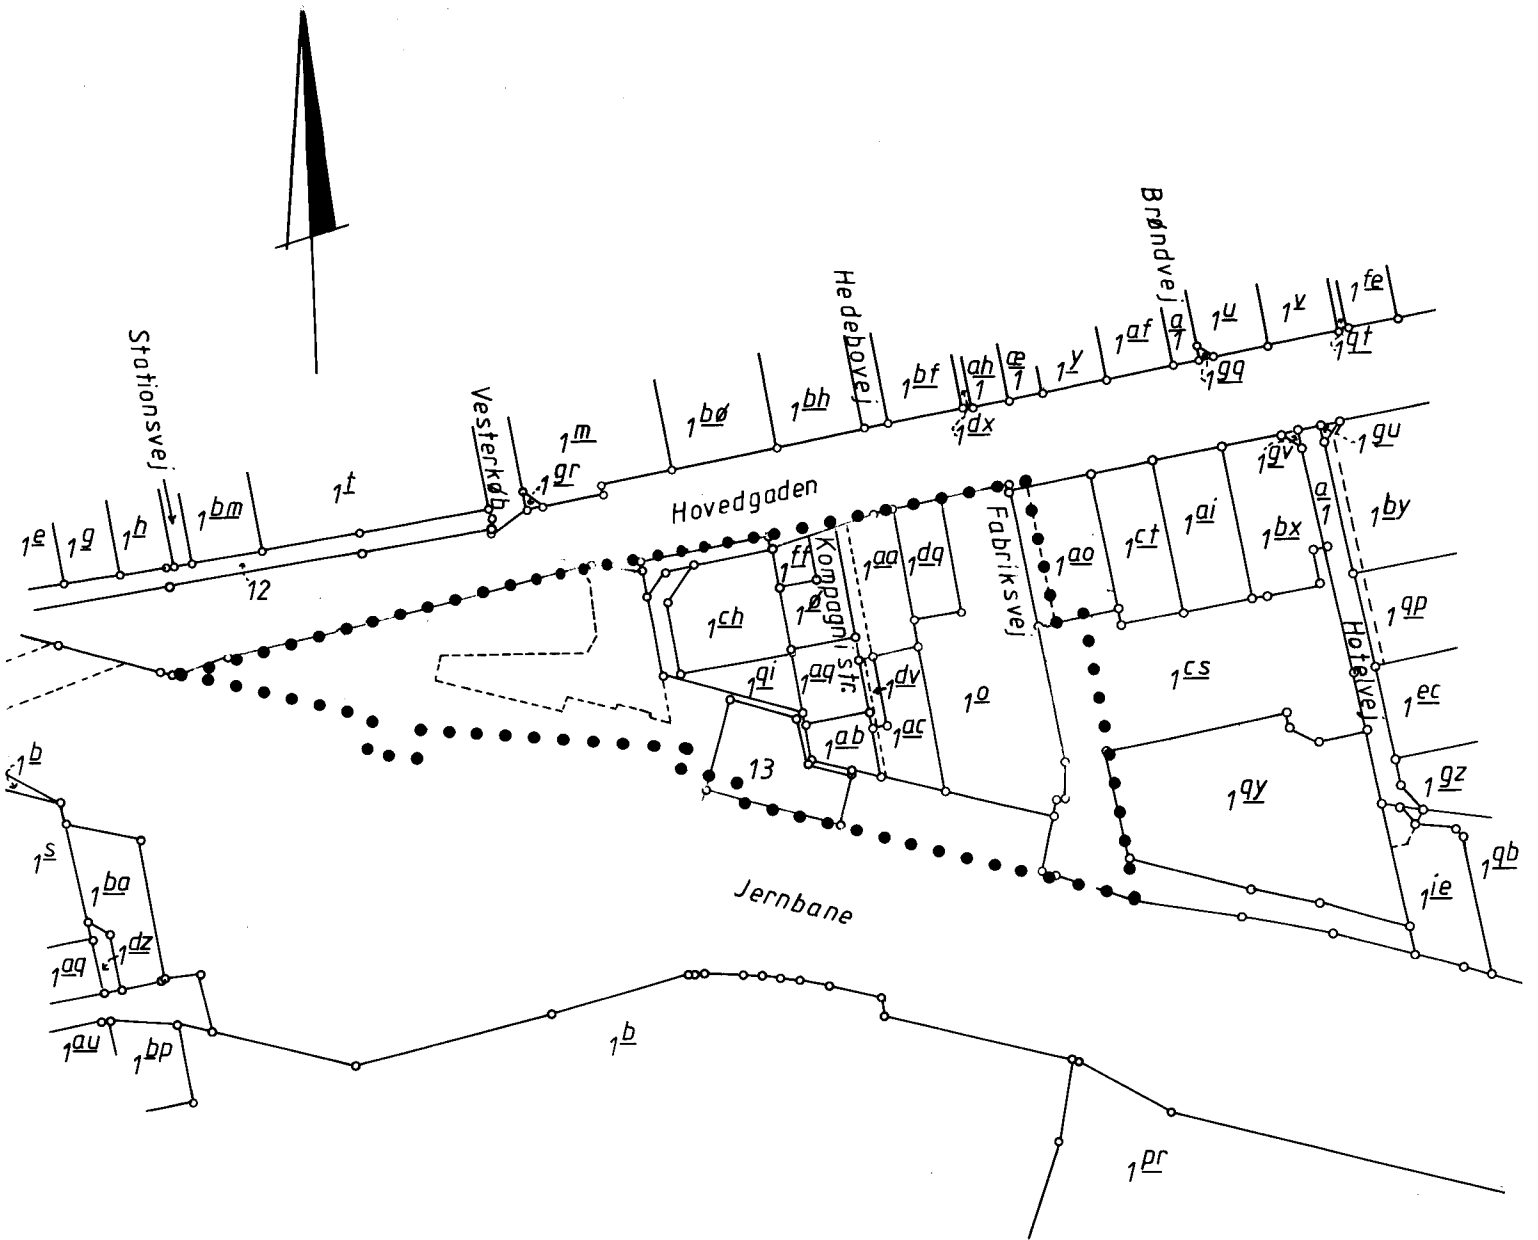 Brøndvej
Hedebovej
Stationsvej
Vesterkøb
1fe
1v
1u
1qt
a
1
1af
1qq
1y
æ
1
ah
1
1dx
1bf
1bh
1bø
1m
1gr
1t
1bm
1h
1g
1e
12
Hovedgaden
1gu
1gv
a
1
1by
1bx
1ai
1ct
1ao
Fabriksvej
1dq
1aa
Kompagnistr.
1ff
1ø
1ch
1qi
1aq
1dv
1ac
1ab
1o
1cs
Hotelvej
1qp
1ec
1gz
1qy
1qb
1ie
13
Jernbane
1b
1s
1ba
1dz
1aq
1au
1bp
1b
1pr